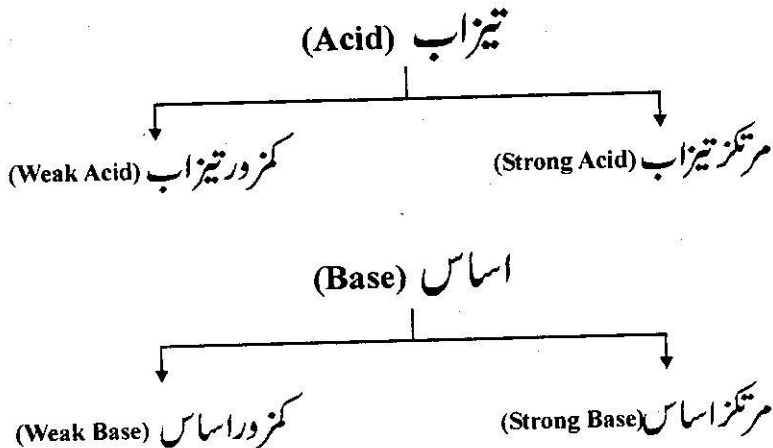 تیزاب (Acid)
مرتکز تیزاب (Strong Acid)
کمزور تیزاب (Weak Acid)
اساس (Base)
مرتکز اساس (Strong Base)
کمزور اساس (Weak Base)